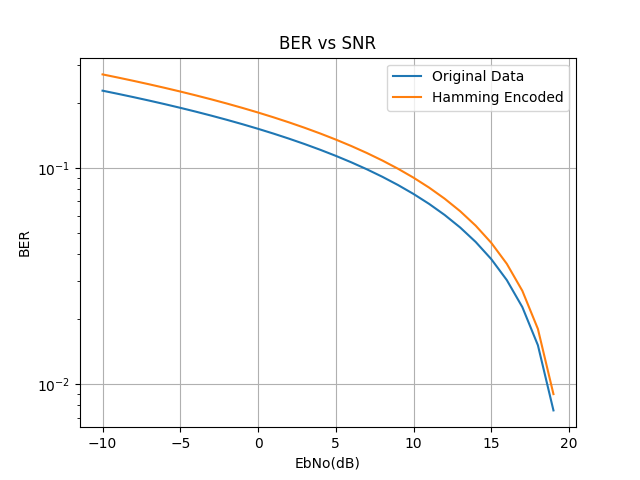 BER vs SNR
Original Data
Hamming Encoded
BER
10⁻¹
10⁻²
−10 −5 0 5 10 15 20
EbNo(dB)